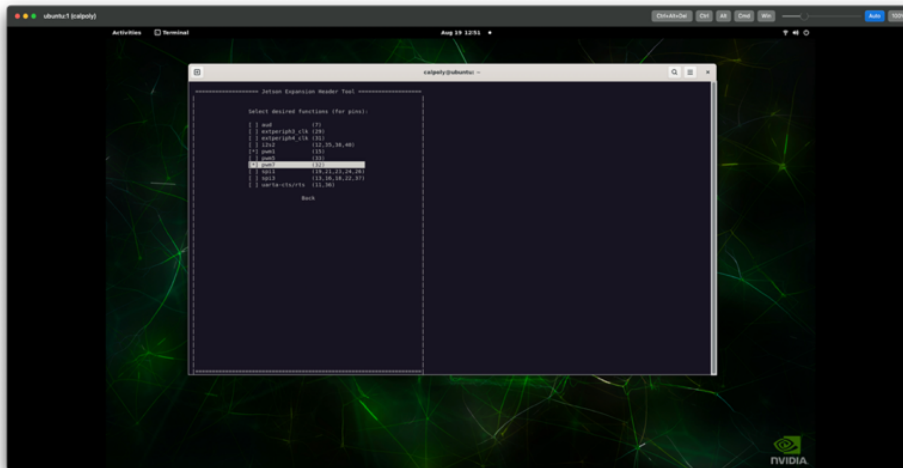 ubuntu:1 (calpoly)
Ctrl+Alt+Del Ctrl Alt Cmd Win Auto 100%
Activities Terminal Aug 19 12:51
calpoly@ubuntu: ~
=================== Jetson Expansion Header Tool ===================
Select desired functions (for pins):
[ ] aud (7)
[ ] extperiph3_clk (29)
[ ] extperiph4_clk (31)
[ ] i2s2 (12,35,38,40)
[*] pwm1 (15)
[ ] pwm5 (33)
[*] pwm7 (32)
[ ] spi1 (19,21,23,24,26)
[ ] spi3 (13,16,18,22,37)
[ ] uarta-cts/rts (11,36)
Back
NVIDIA